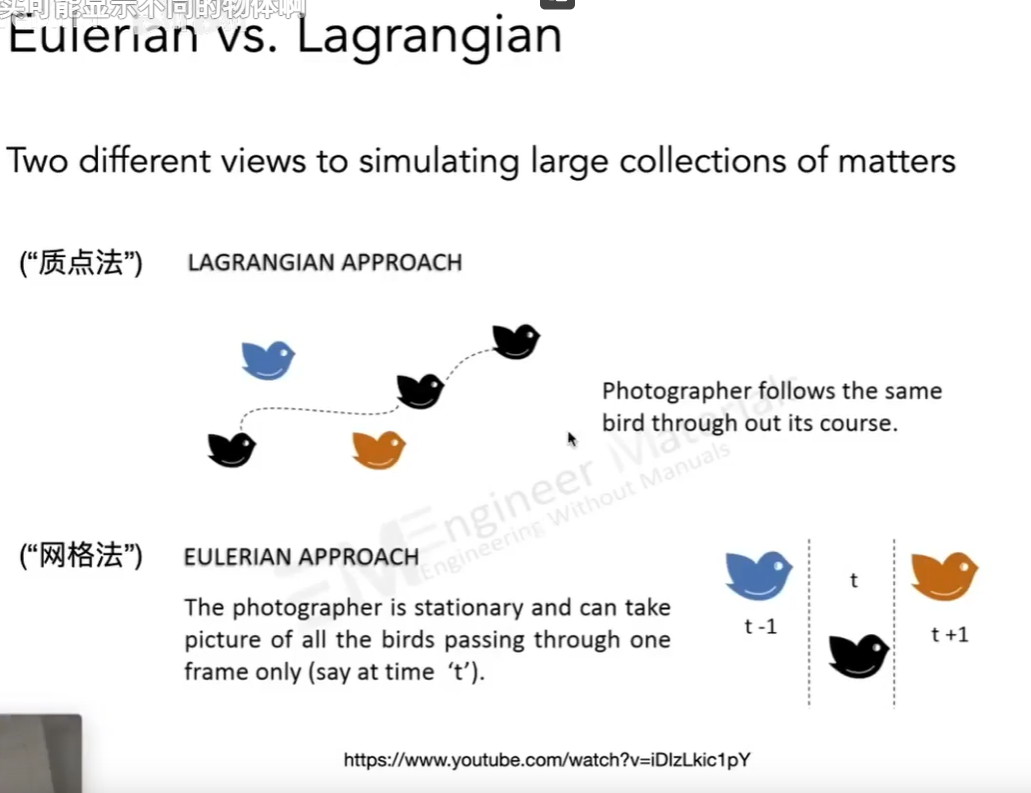 实可能显示不同的物体啊
Eulerian vs. Lagrangian
Two different views to simulating large collections of matters
(“质点法”) LAGRANGIAN APPROACH
Photographer follows the same
bird through out its course.
Engineer Materials
Engineering Without Manuals
(“网格法”) EULERIAN APPROACH
The photographer is stationary and can take
picture of all the birds passing through one
frame only (say at time ‘t’).
t -1
t
t +1
https://www.youtube.com/watch?v=iDIzLkic1pY